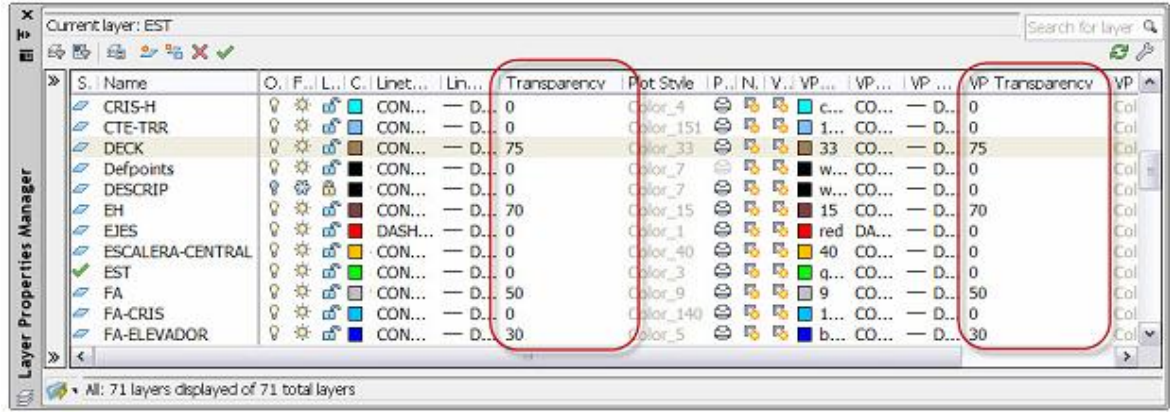 Current layer: EST
Search for layer
S.. Name O.. F... L... C.. Linet... Lin... Transparency Plot Style P... N.. V.. VP... VP... VP ... VP Transparency VP
CRIS-H CON... — D... 0 Color_4 c... CO... — D... 0 Col
CTE-TRR CON... — D... 0 Color_151 1... CO... — D... 0 Col
DECK CON... — D... 75 Color_33 33 CO... — D... 75 Col
Defpoints CON... — D... 0 Color_7 w... CO... — D... 0 Col
DESCRIP CON... — D... 0 Color_7 w... CO... — D... 0 Col
EH CON... — D... 70 Color_15 15 CO... — D... 70 Col
EJES DASH... — D... 0 Color_1 red DA... — D... 0 Col
ESCALERA-CENTRAL CON... — D... 0 Color_40 40 CO... — D... 0 Col
EST CON... — D... 0 Color_3 g... CO... — D... 0 Col
FA CON... — D... 50 Color_9 9 CO... — D... 50 Col
FA-CRIS CON... — D... 0 Color_140 1... CO... — D... 0 Col
FA-ELEVADOR CON... — D... 30 Color_5 b... CO... — D... 30 Col
All: 71 layers displayed of 71 total layers
Layer Properties Manager